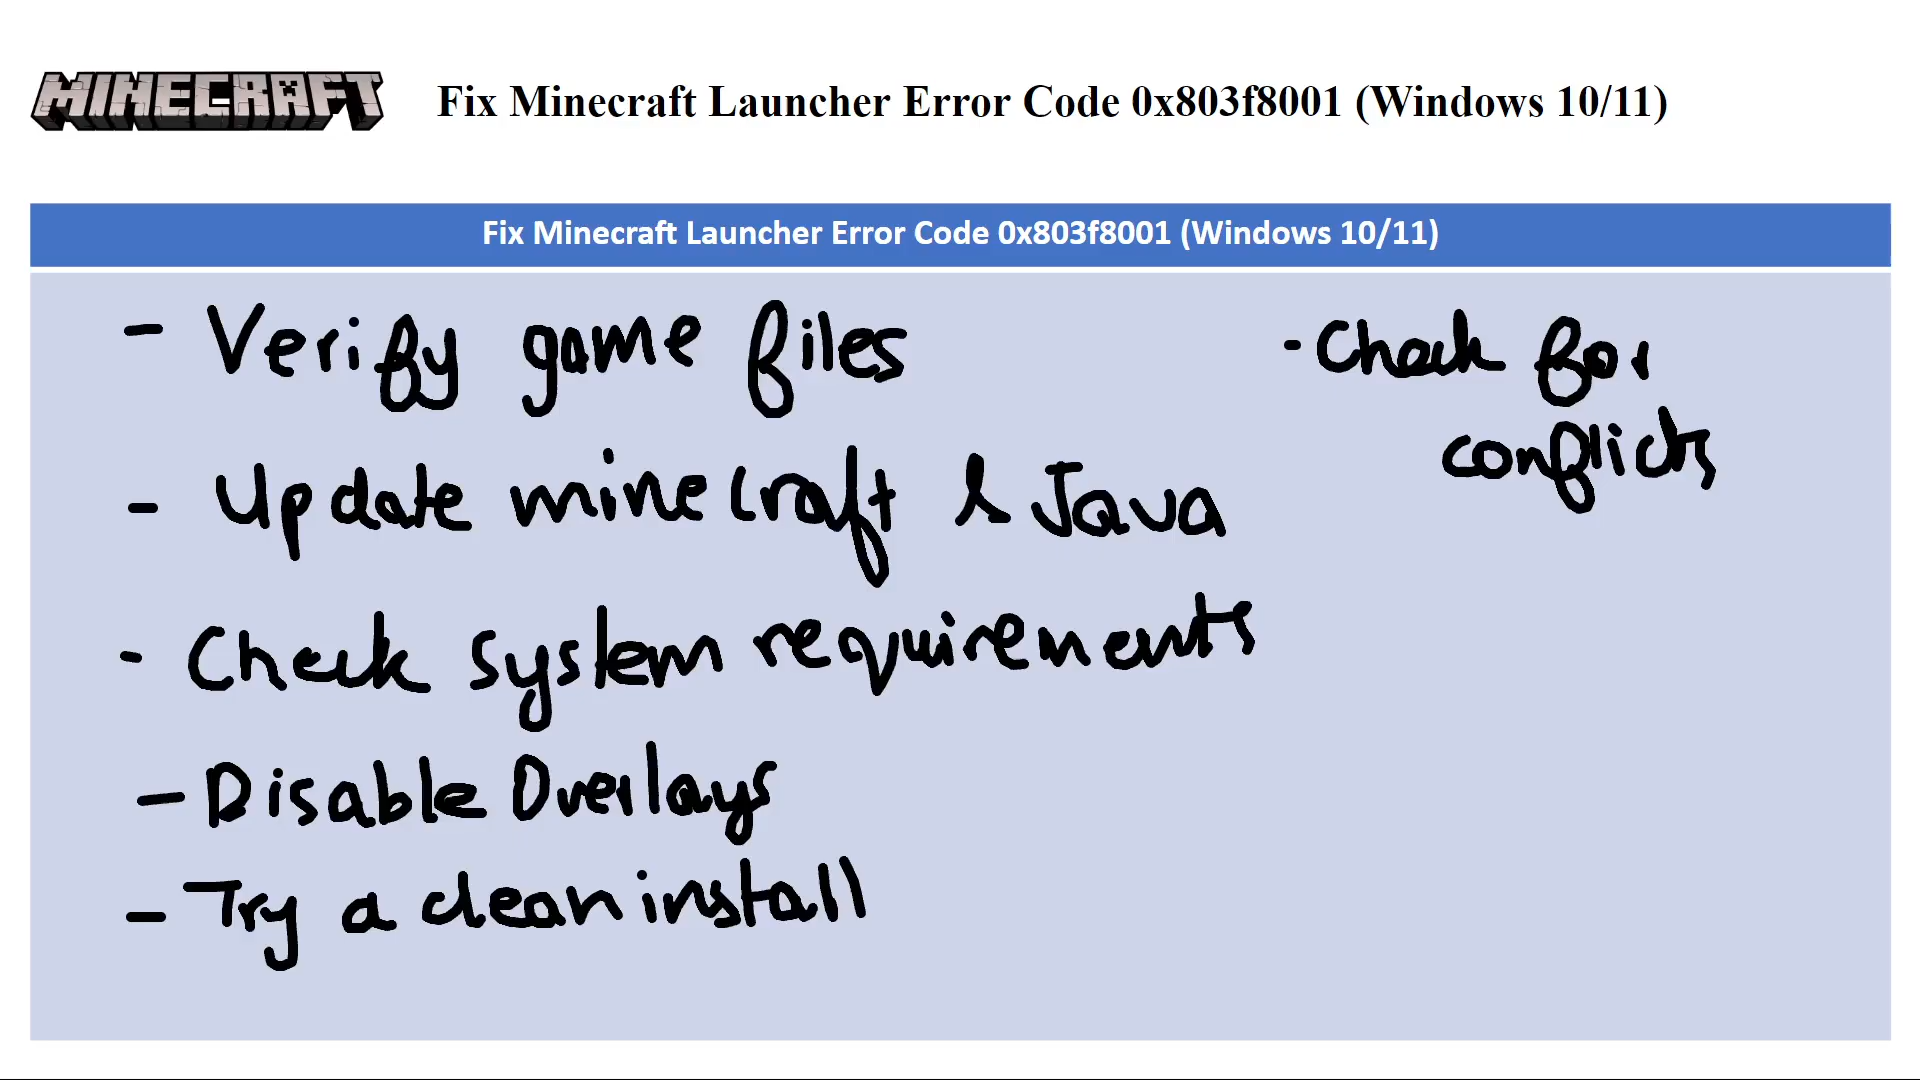 MINECRAFT
Fix Minecraft Launcher Error Code 0x803f8001 (Windows 10/11)
Fix Minecraft Launcher Error Code 0x803f8001 (Windows 10/11)
- Verify game files
- Update minecraft & Java
- Check system requirements
- Disable Overlays
- Try a clean install
- Check for
conflicts